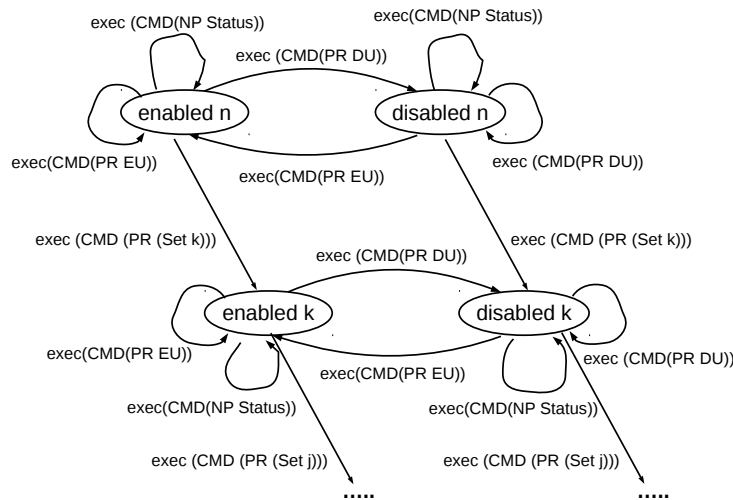 exec (CMD(NP Status))
exec (CMD(NP Status))
exec (CMD(PR DU))
enabled n
disabled n
exec(CMD(PR EU))
exec (CMD(PR DU))
exec(CMD(PR EU))
exec (CMD (PR (Set k)))
exec (CMD (PR (Set k)))
exec (CMD(PR DU))
enabled k
disabled k
exec(CMD(PR EU))
exec (CMD(PR DU))
exec(CMD(PR EU))
exec(CMD(NP Status))
exec(CMD(NP Status))
exec (CMD (PR (Set j)))
exec (CMD (PR (Set j)))
.....
.....